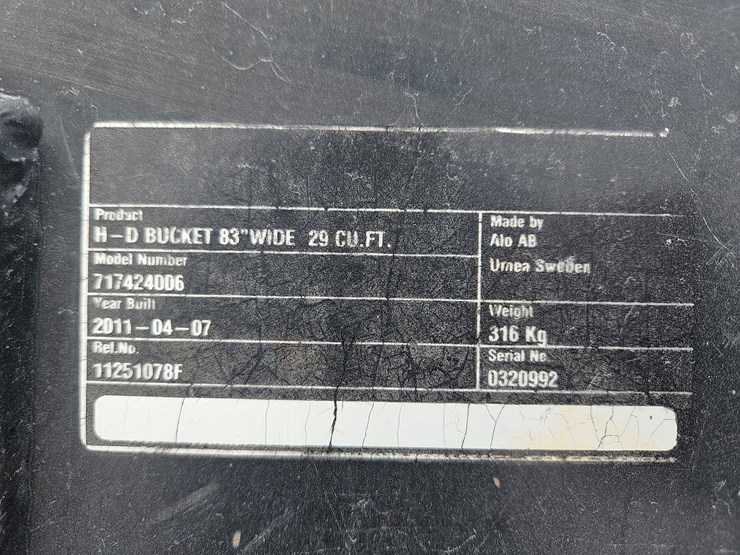 Product
H-D BUCKET 83" WIDE 29 CU.FT.
Model Number
717424006
Year Built
2011-04-07
Ref.No.
11251078F
Made by
Alo AB
Umea Sweden
Weight
316 Kg
Serial No
0320992